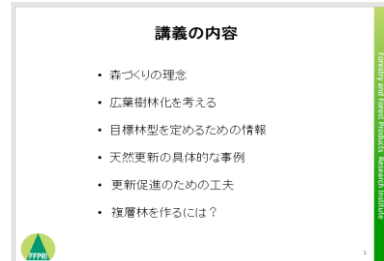 講義の内容
• 森づくりの理念
• 広葉樹林化を考える
• 目標林型を定めるための情報
• 天然更新の具体的な事例
• 更新促進のための工夫
• 複層林を作るには？
Forestry and Forest Products Research Institute
FFPRI
2